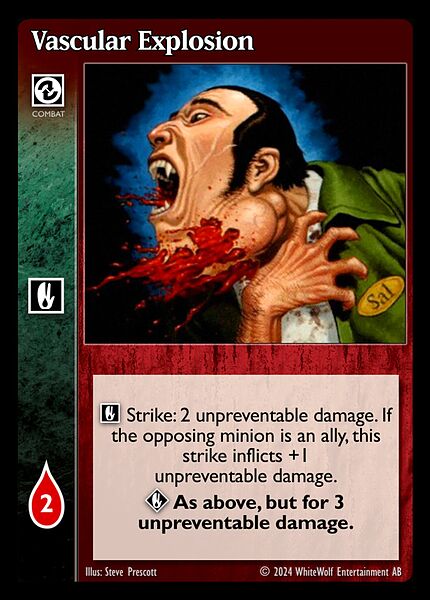 Vascular Explosion
COMBAT
Sal
2
Strike: 2 unpreventable damage. If
the opposing minion is an ally, this
strike inflicts +1
unpreventable damage.
As above, but for 3
unpreventable damage.
Illus: Steve Prescott
© 2024 WhiteWolf Entertainment AB